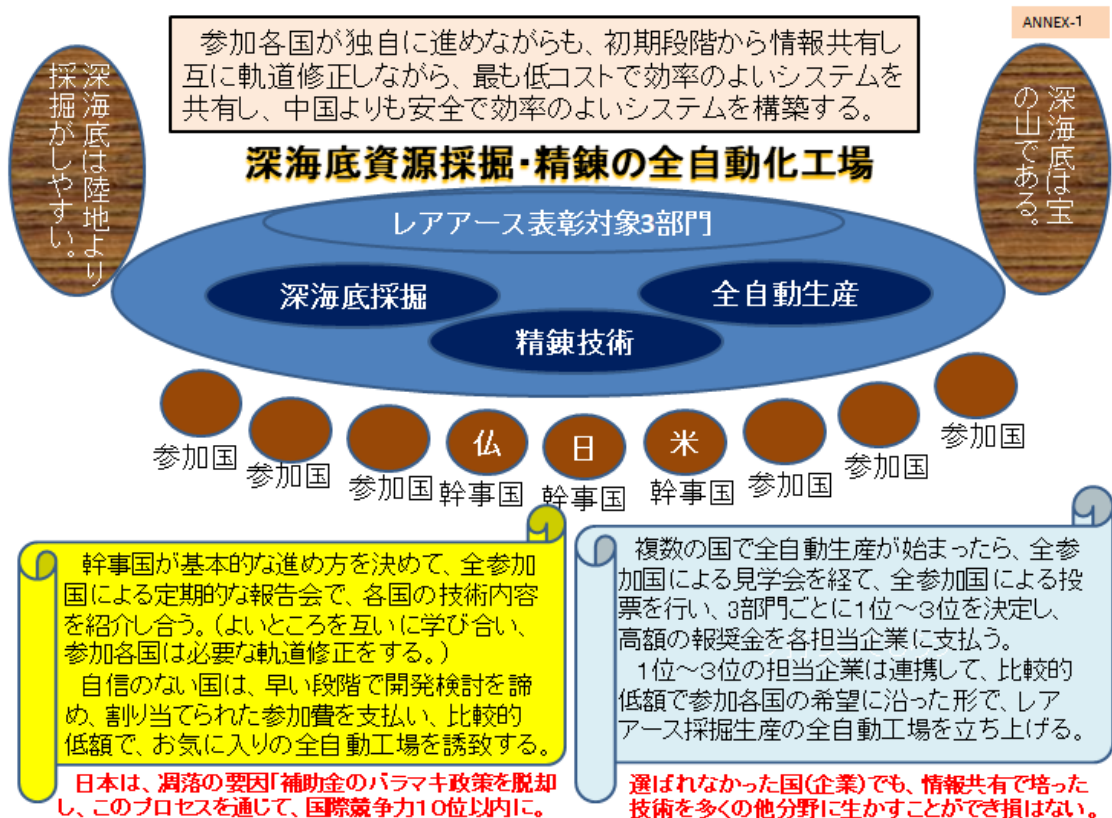 ANNEX-1
参加各国が独自に進めながらも、初期段階から情報共有し
互に軌道修正しながら、最も低コストで効率のよいシステムを
共有し、中国よりも安全で効率のよいシステムを構築する。
深海底は陸地より
採掘がしやすい。
深海底は宝
の山である。
深海底資源採掘・精錬の全自動化工場
レアアース表彰対象3部門
深海底採掘
全自動生産
精錬技術
仏
日
米
参加国
参加国
参加国
幹事国
幹事国
幹事国
参加国
参加国
参加国
幹事国が基本的な進め方を決めて、全参加
国による定期的な報告会で、各国の技術内容
を紹介し合う。(よいところを互いに学び合い、
参加各国は必要な軌道修正をする。)
自信のない国は、早い段階で開発検討を諦
め、割り当てられた参加費を支払い、比較的
低額で、お気に入りの全自動工場を誘致する。
複数の国で全自動生産が始まったら、全参
加国による見学会を経て、全参加国による投
票を行い、3部門ごとに1位~3位を決定し、
高額の報奨金を各担当企業に支払う。
1位~3位の担当企業は連携して、比較的
低額で参加各国の希望に沿った形で、レア
アース採掘生産の全自動工場を立ち上げる。
日本は、凋落の要因「補助金のバラマキ政策を脱却
し、このプロセスを通じて、国際競争力10位以内に。
選ばれなかった国(企業)でも、情報共有で培った
技術を多くの他分野に生かすことができ損はない。